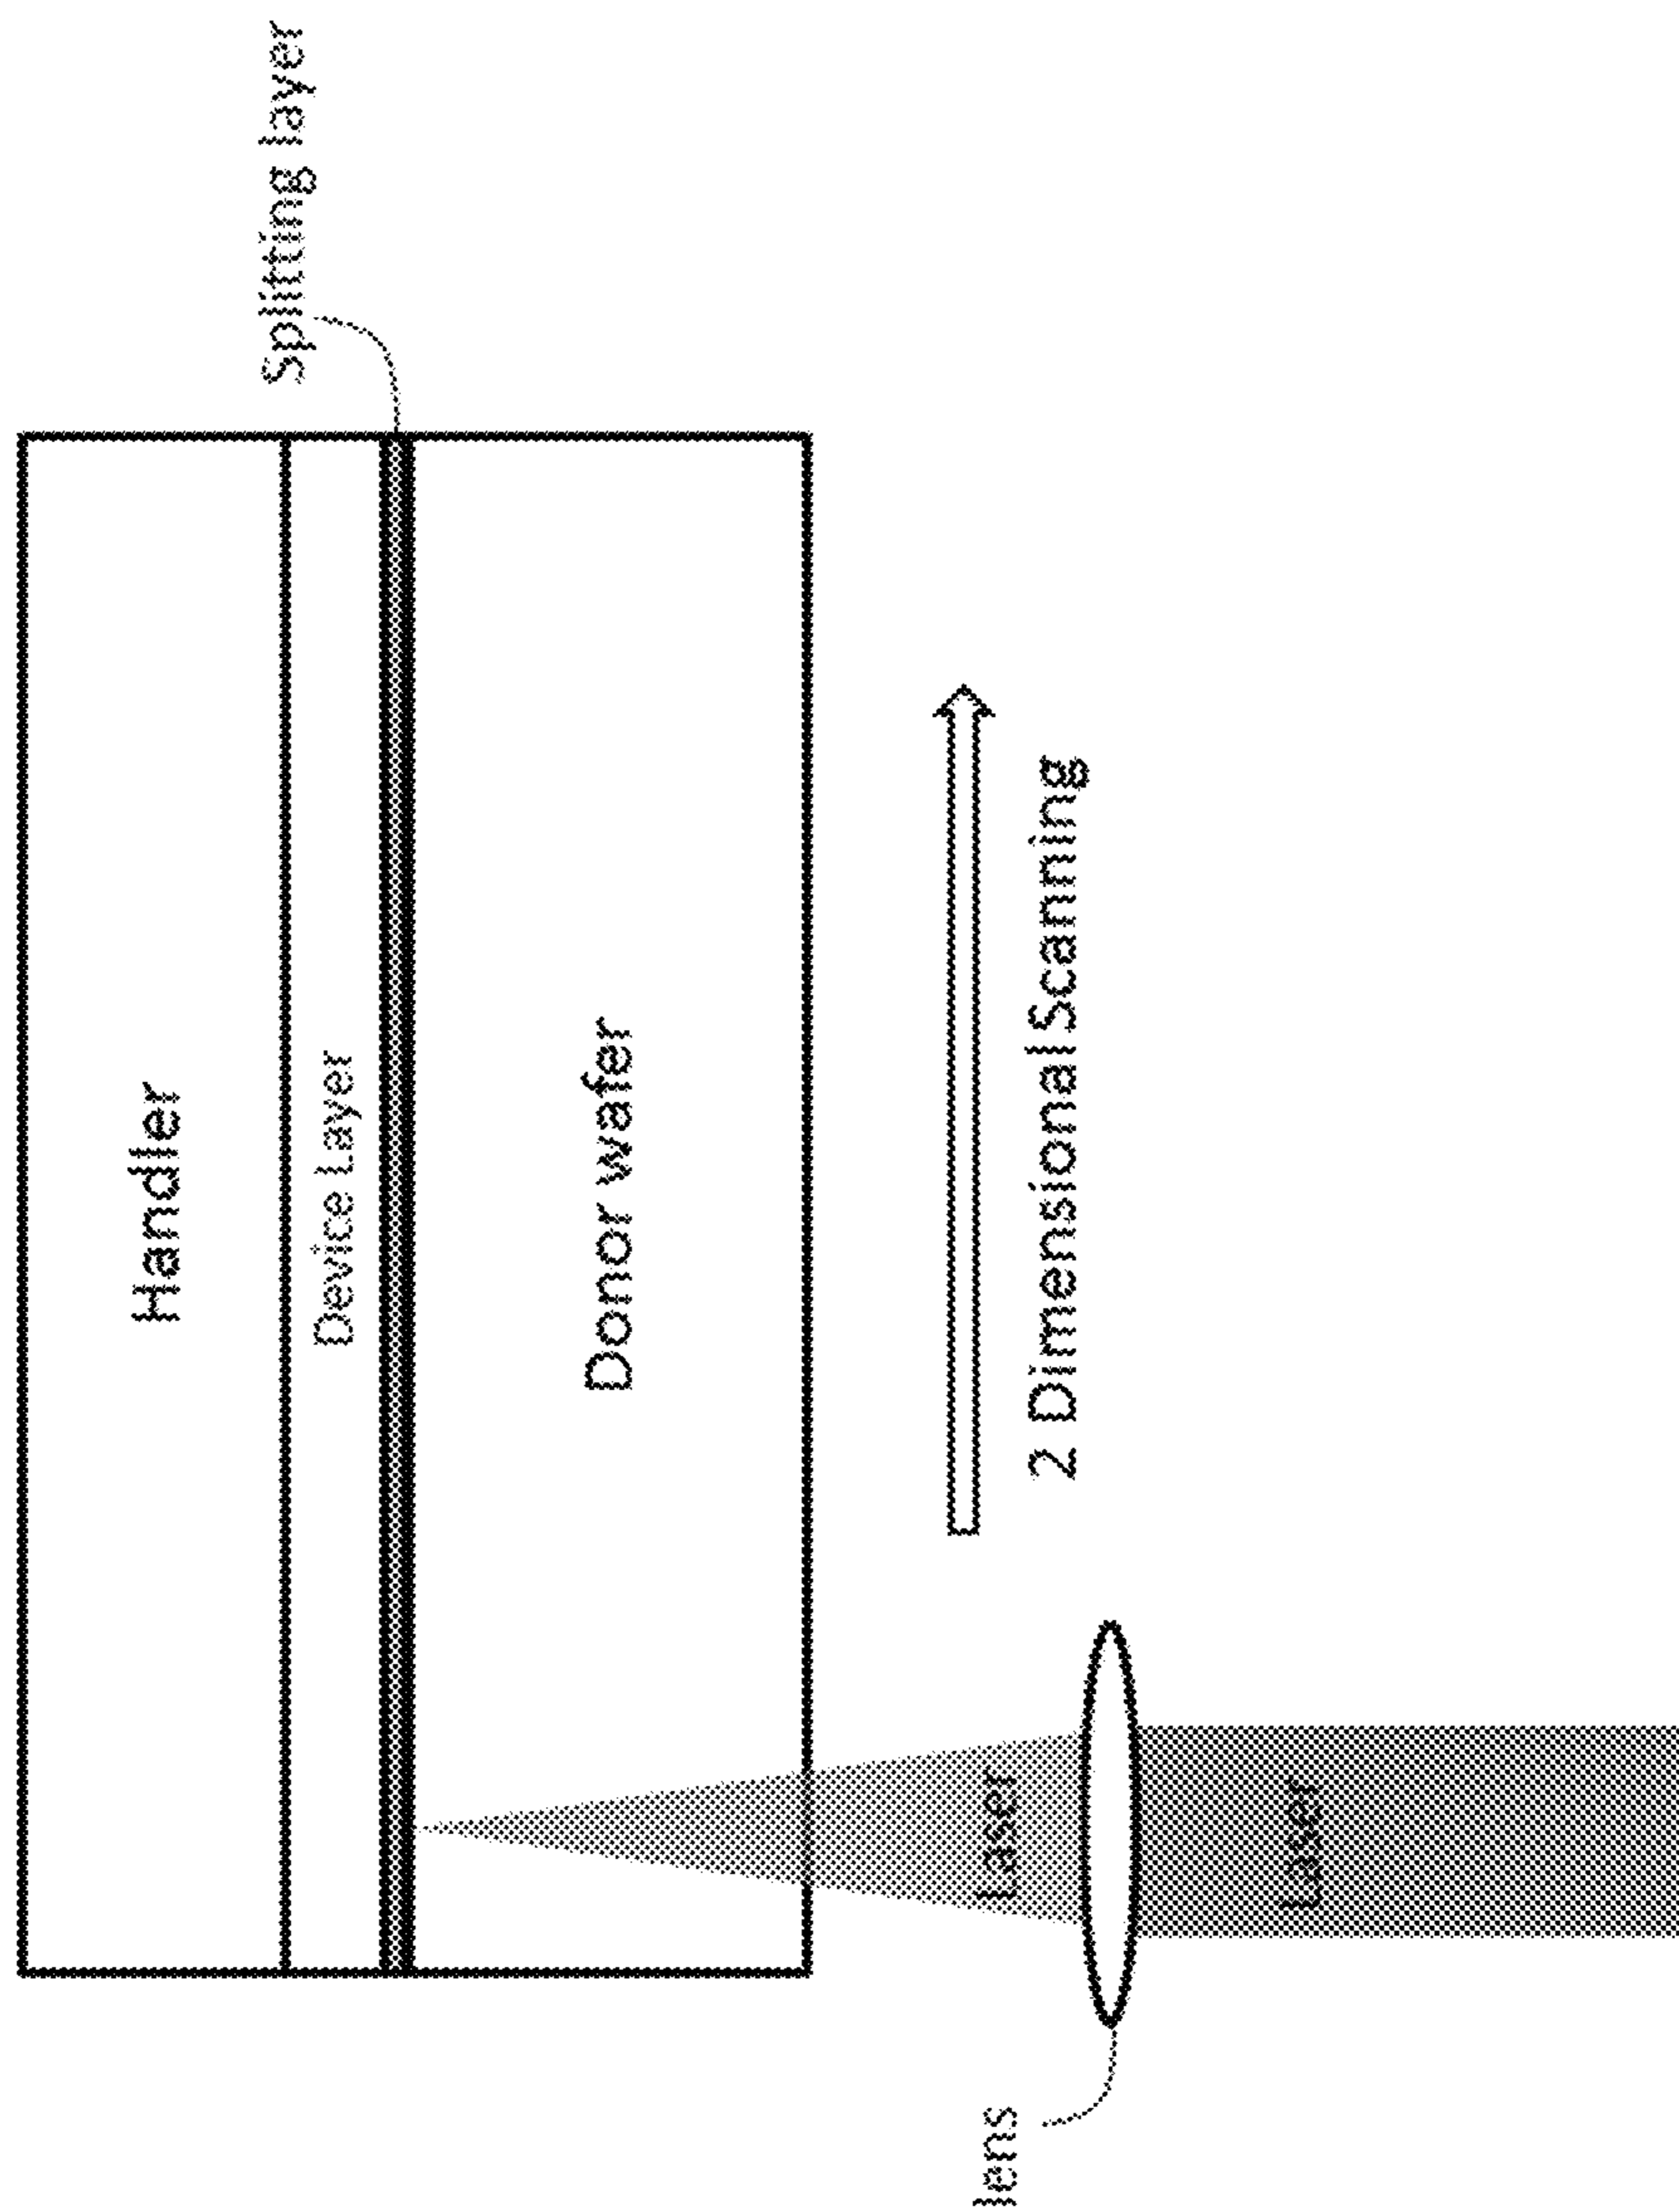 Splitting layer
Handler
Device Layer
Donor wafer
2 Dimensional Scanning
Laser
lens
Laser